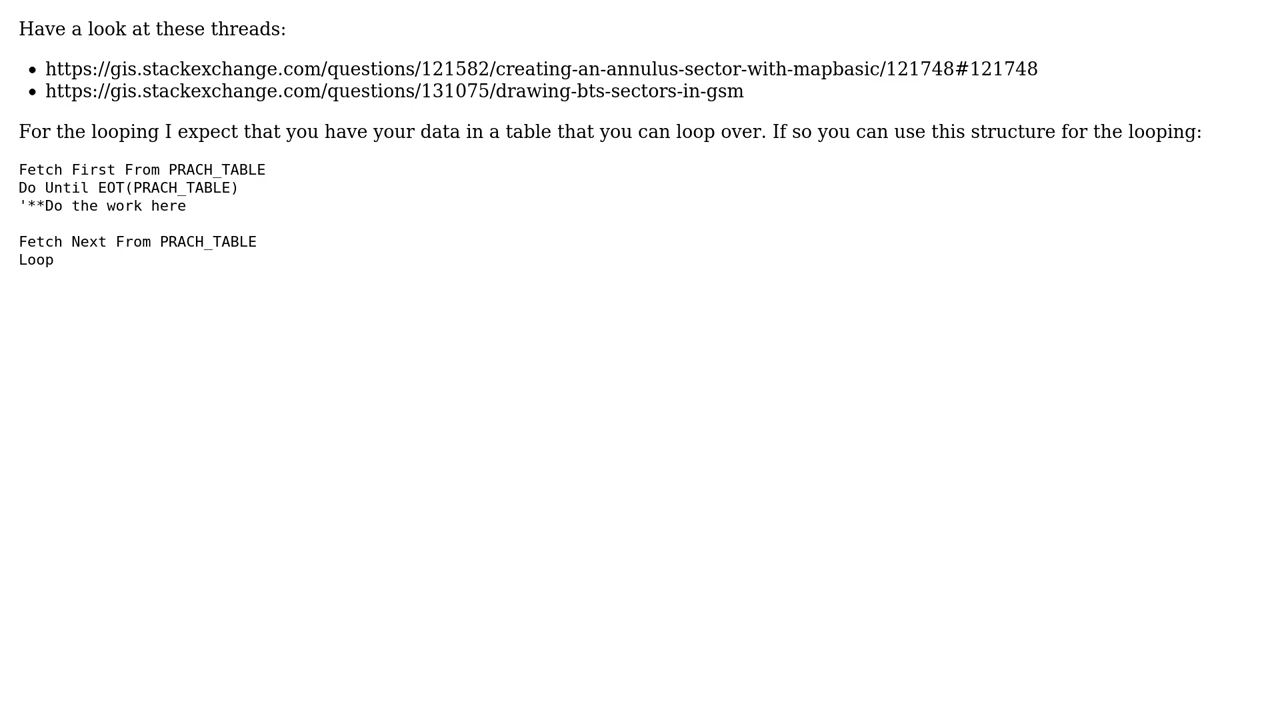 Have a look at these threads:
https://gis.stackexchange.com/questions/121582/creating-an-annulus-sector-with-mapbasic/121748#121748
https://gis.stackexchange.com/questions/131075/drawing-bts-sectors-in-gsm
For the looping I expect that you have your data in a table that you can loop over. If so you can use this structure for the looping:
Fetch First From PRACH_TABLE
Do Until EOT(PRACH_TABLE)
'**Do the work here
Fetch Next From PRACH_TABLE
Loop